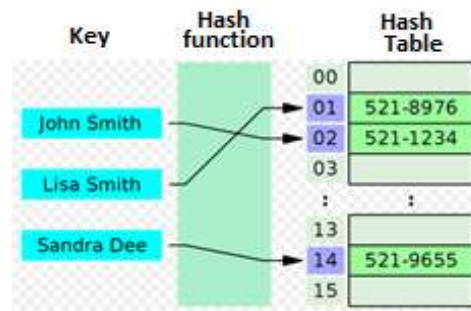 Key
Hash
function
Hash
Table
John Smith
Lisa Smith
Sandra Dee
00
01 521-8976
02 521-1234
03
: :
13
14 521-9655
15